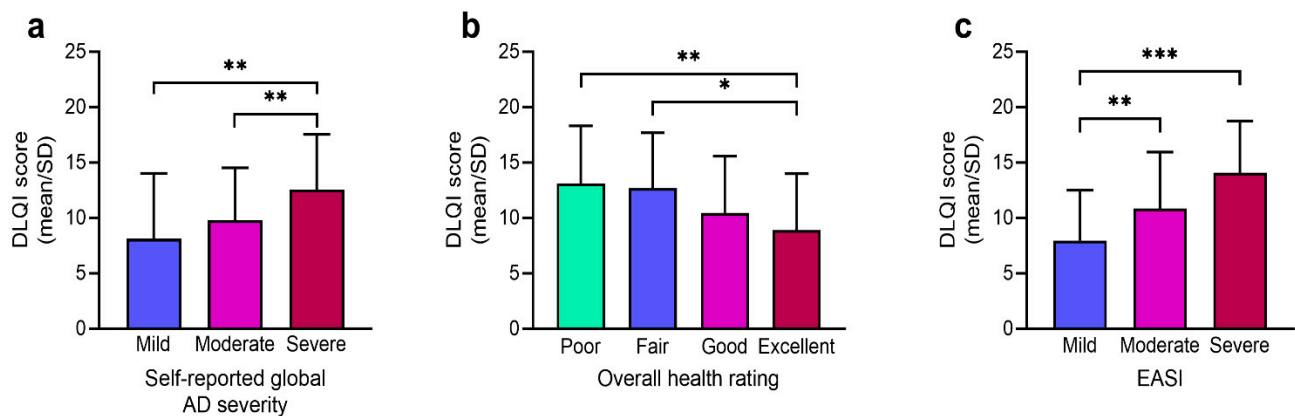 a
DLQI score
(mean/SD)
25
20
15
10
5
0
**
**
Mild Moderate Severe
Self-reported global
AD severity
b
DLQI score
(mean/SD)
25
20
15
10
5
0
**
*
Poor Fair Good Excellent
Overall health rating
c
DLQI score
(mean/SD)
25
20
15
10
5
0
***
**
Mild Moderate Severe
EASI